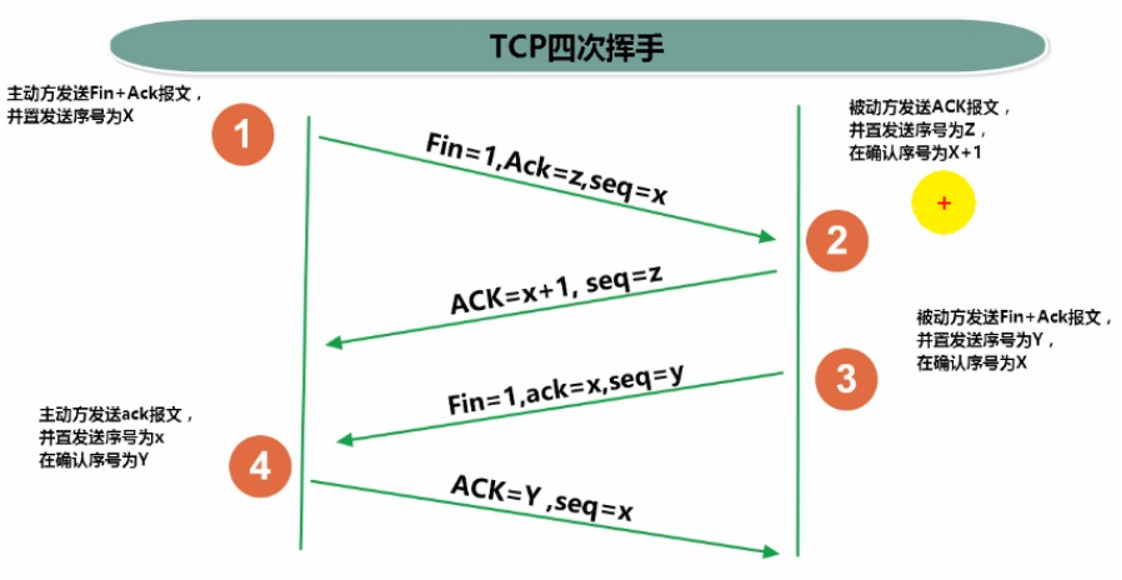 TCP四次挥手
主动方发送Fin+Ack报文，
并置发送序号为X
1
Fin=1,Ack=z,seq=x
被动方发送ACK报文，
并置发送序号为Z，
在确认序号为X+1
2
ACK=x+1, seq=z
被动方发送Fin+Ack报文，
并置发送序号为Y，
在确认序号为X
3
Fin=1,ack=x,seq=y
主动方发送ack报文，
并置发送序号为x
在确认序号为Y
4
ACK=Y ,seq=x